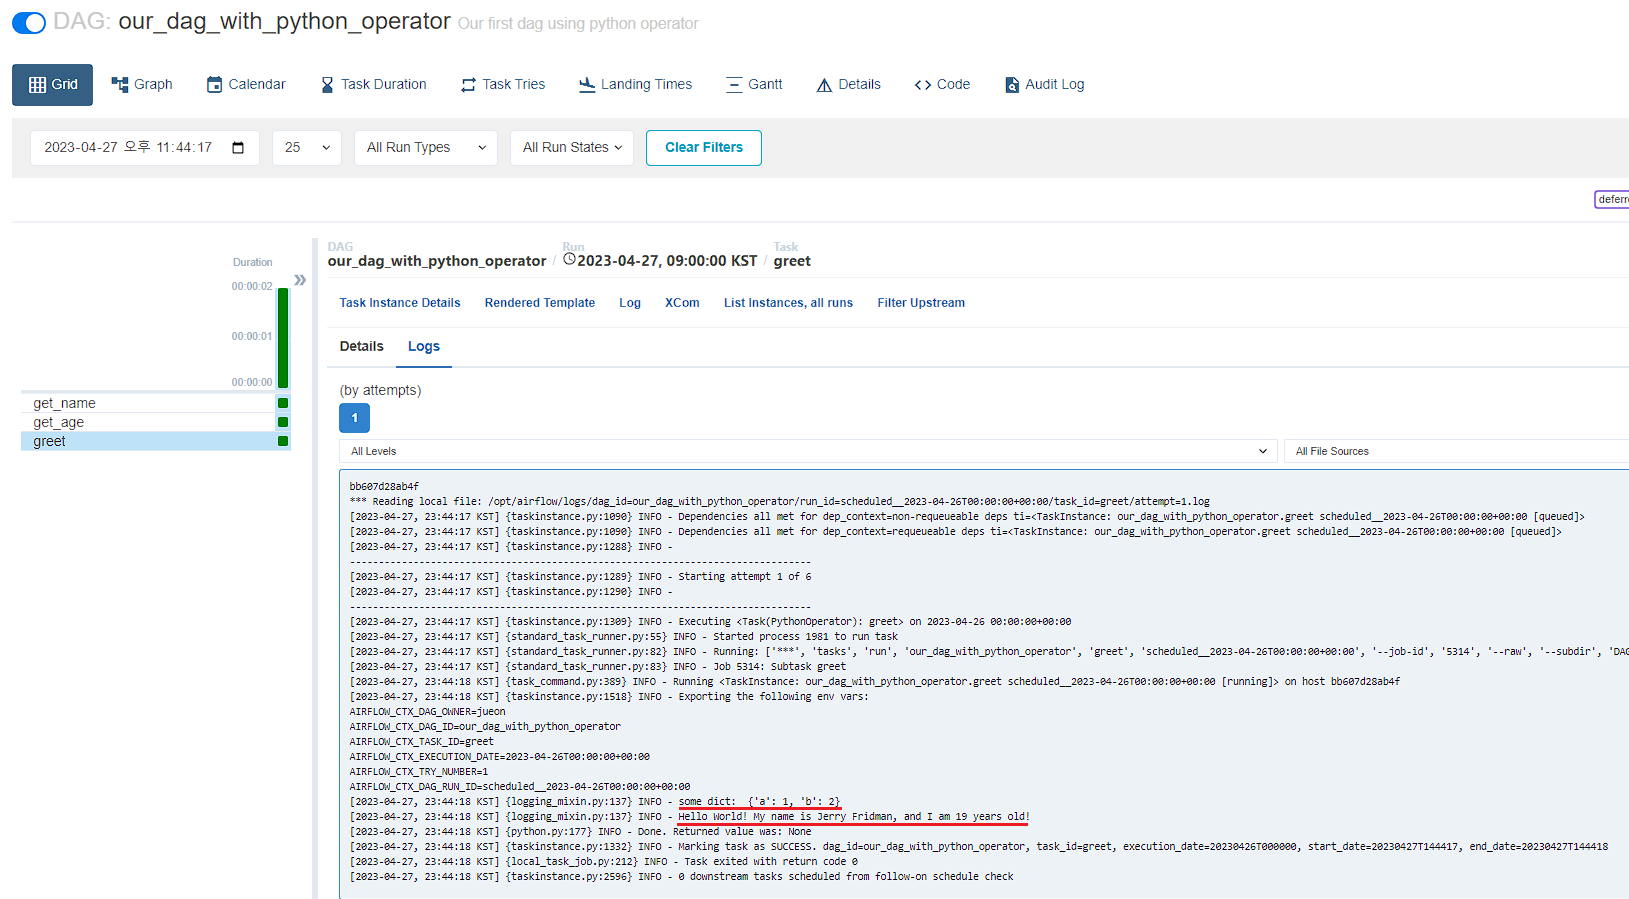 DAG: our_dag_with_python_operator Our first dag using python operator
Grid Graph Calendar Task Duration Task Tries Landing Times Gantt Details Code Audit Log
2023-04-27 오후 11:44:17 25 All Run Types All Run States Clear Filters
deferr
Duration
00:00:02
00:00:01
00:00:00
get_name
get_age
greet
DAG Run Task
our_dag_with_python_operator / 2023-04-27, 09:00:00 KST / greet
Task Instance Details Rendered Template Log XCom List Instances, all runs Filter Upstream
Details Logs
(by attempts)
1
All Levels All File Sources
bb607d28ab4f
*** Reading local file: /opt/airflow/logs/dag_id=our_dag_with_python_operator/run_id=scheduled__2023-04-26T00:00:00+00:00/task_id=greet/attempt=1.log
[2023-04-27, 23:44:17 KST] {taskinstance.py:1090} INFO - Dependencies all met for dep_context=non-requeueable deps ti=<TaskInstance: our_dag_with_python_operator.greet scheduled__2023-04-26T00:00:00+00:00 [queued]>
[2023-04-27, 23:44:17 KST] {taskinstance.py:1090} INFO - Dependencies all met for dep_context=requeueable deps ti=<TaskInstance: our_dag_with_python_operator.greet scheduled__2023-04-26T00:00:00+00:00 [queued]>
[2023-04-27, 23:44:17 KST] {taskinstance.py:1288} INFO -
--------------------------------------------------------------------------------
[2023-04-27, 23:44:17 KST] {taskinstance.py:1289} INFO - Starting attempt 1 of 6
[2023-04-27, 23:44:17 KST] {taskinstance.py:1290} INFO -
--------------------------------------------------------------------------------
[2023-04-27, 23:44:17 KST] {taskinstance.py:1309} INFO - Executing <Task(PythonOperator): greet> on 2023-04-26 00:00:00+00:00
[2023-04-27, 23:44:17 KST] {standard_task_runner.py:55} INFO - Started process 1981 to run task
[2023-04-27, 23:44:17 KST] {standard_task_runner.py:82} INFO - Running: ['***', 'tasks', 'run', 'our_dag_with_python_operator', 'greet', 'scheduled__2023-04-26T00:00:00+00:00', '--job-id', '5314', '--raw', '--subdir', 'DAG
[2023-04-27, 23:44:17 KST] {standard_task_runner.py:83} INFO - Job 5314: Subtask greet
[2023-04-27, 23:44:18 KST] {task_command.py:389} INFO - Running <TaskInstance: our_dag_with_python_operator.greet scheduled__2023-04-26T00:00:00+00:00 [running]> on host bb607d28ab4f
[2023-04-27, 23:44:18 KST] {taskinstance.py:1518} INFO - Exporting the following env vars:
AIRFLOW_CTX_DAG_OWNER=jueon
AIRFLOW_CTX_DAG_ID=our_dag_with_python_operator
AIRFLOW_CTX_TASK_ID=greet
AIRFLOW_CTX_EXECUTION_DATE=2023-04-26T00:00:00+00:00
AIRFLOW_CTX_TRY_NUMBER=1
AIRFLOW_CTX_DAG_RUN_ID=scheduled__2023-04-26T00:00:00+00:00
[2023-04-27, 23:44:18 KST] {logging_mixin.py:137} INFO - some dict:  {'a': 1, 'b': 2}
[2023-04-27, 23:44:18 KST] {logging_mixin.py:137} INFO - Hello World! My name is Jerry Fridman, and I am 19 years old!
[2023-04-27, 23:44:18 KST] {python.py:177} INFO - Done. Returned value was: None
[2023-04-27, 23:44:18 KST] {taskinstance.py:1332} INFO - Marking task as SUCCESS. dag_id=our_dag_with_python_operator, task_id=greet, execution_date=20230426T000000, start_date=20230427T144417, end_date=20230427T144418
[2023-04-27, 23:44:18 KST] {local_task_job.py:212} INFO - Task exited with return code 0
[2023-04-27, 23:44:18 KST] {taskinstance.py:2596} INFO - 0 downstream tasks scheduled from follow-on schedule check